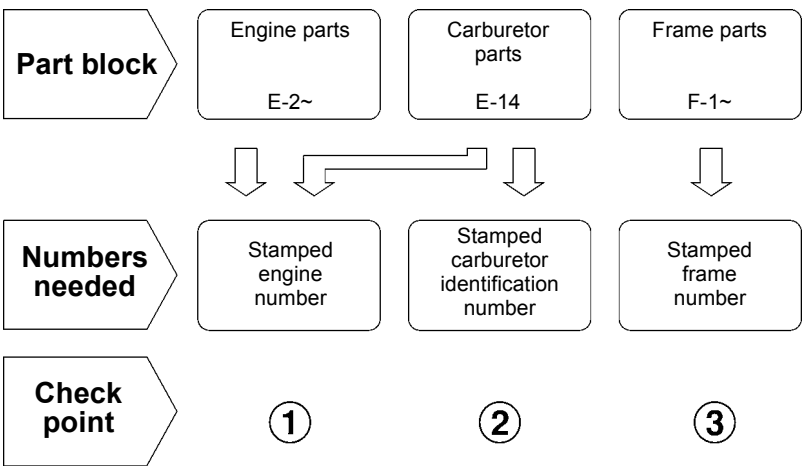 Part block
Engine parts
E-2~
Carburetor
parts
E-14
Frame parts
F-1~
Numbers
needed
Stamped
engine
number
Stamped
carburetor
identification
number
Stamped
frame
number
Check
point
①
②
③